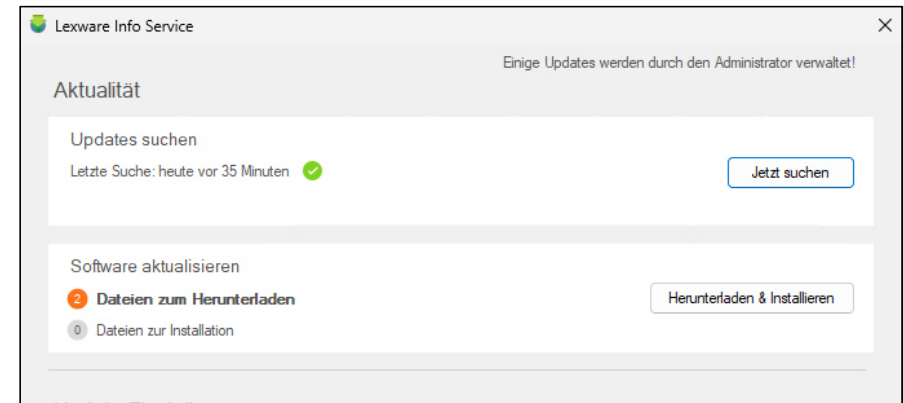 Lexware Info Service
Einige Updates werden durch den Administrator verwaltet!
Aktualität
Updates suchen
Letzte Suche: heute vor 35 Minuten
Jetzt suchen
Software aktualisieren
2 Dateien zum Herunterladen
Herunterladen & Installieren
0 Dateien zur Installation